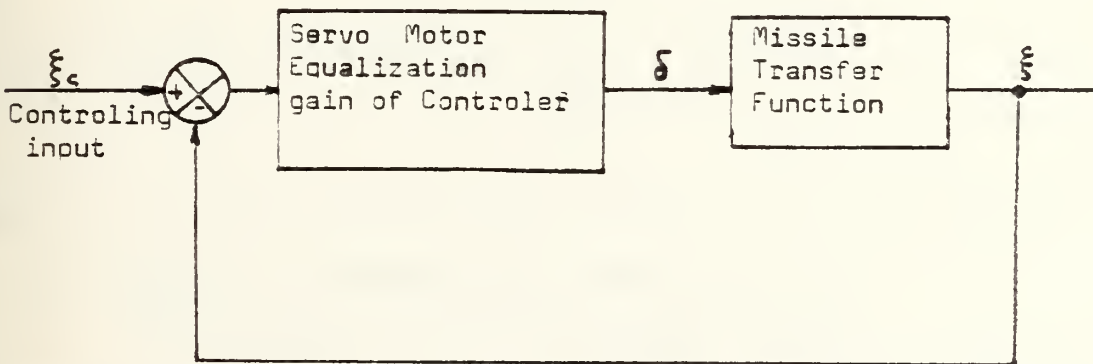 ξc
Controling
input
+
-
Servo Motor
Equalization
gain of Controler
δ
Missile
Transfer
Function
ξ